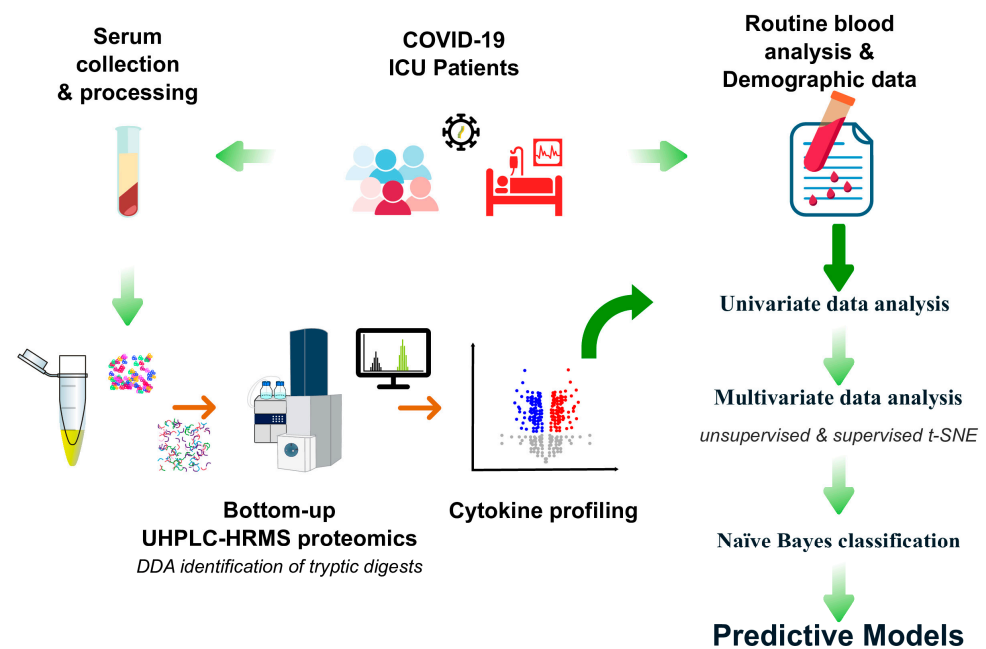 Serum
collection
& processing
COVID-19
ICU Patients
Routine blood
analysis &
Demographic data
Univariate data analysis
Multivariate data analysis
unsupervised & supervised t-SNE
Naïve Bayes classification
Predictive Models
Bottom-up
UHPLC-HRMS proteomics
DDA identification of tryptic digests
Cytokine profiling